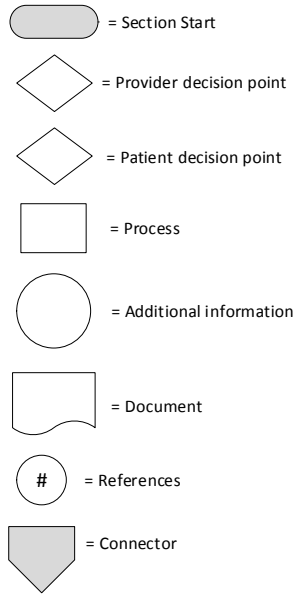 = Section Start
= Provider decision point
= Patient decision point
= Process
= Additional information
= Document
# = References
= Connector